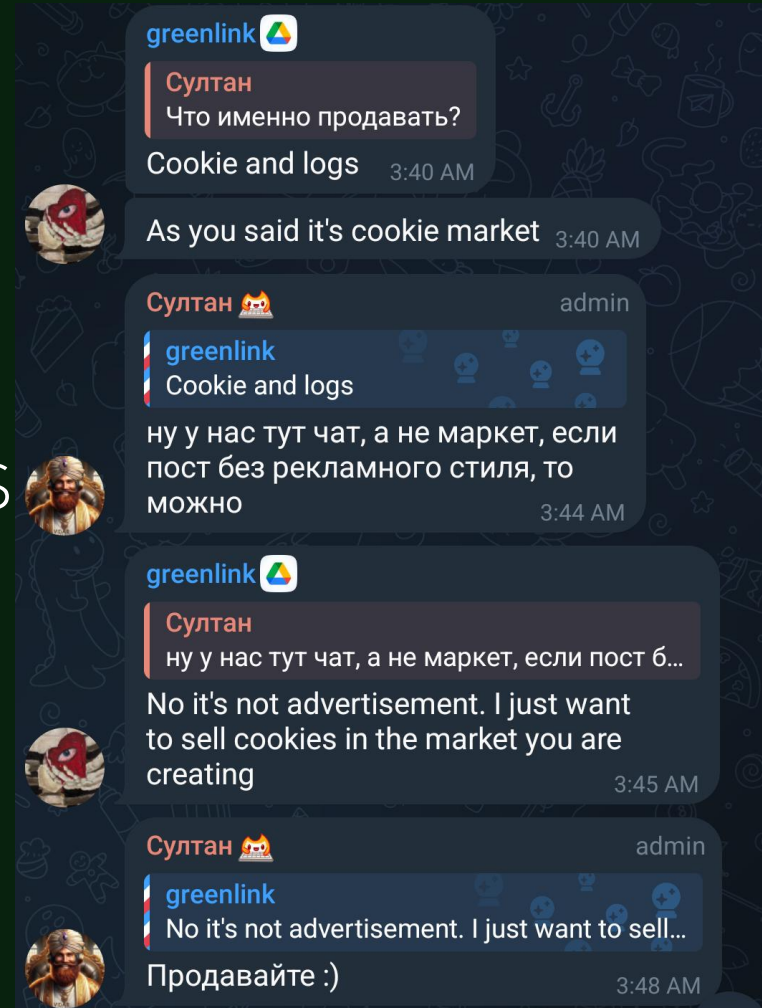 greenlink
Султан
Что именно продавать?
Cookie and logs 3:40 AM
As you said it's cookie market 3:40 AM
Султан admin
greenlink
Cookie and logs
ну у нас тут чат, а не маркет, если
пост без рекламного стиля, то
можно 3:44 AM
S
greenlink
Султан
ну у нас тут чат, а не маркет, если пост б...
No it's not advertisement. I just want
to sell cookies in the market you are
creating 3:45 AM
Султан admin
greenlink
No it's not advertisement. I just want to sell...
Продавайте :) 3:48 AM